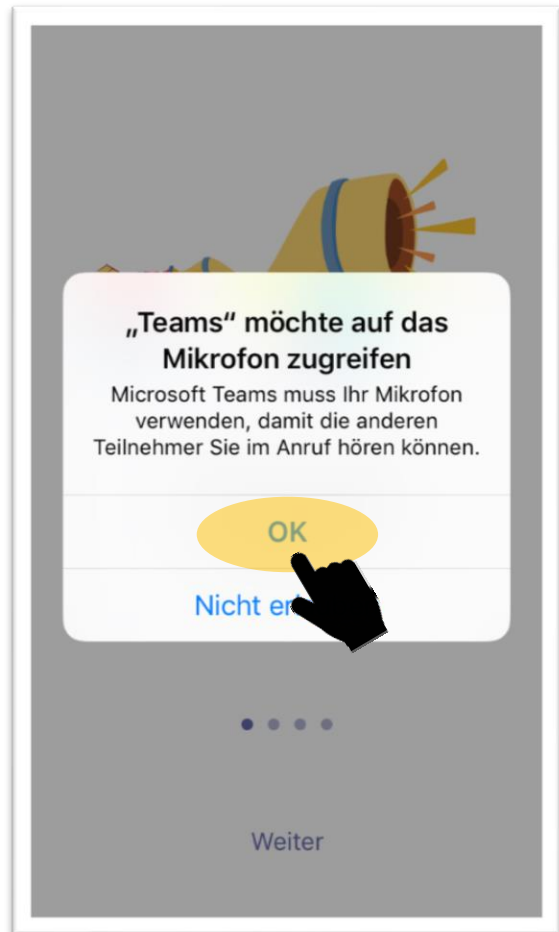 „Teams“ möchte auf das
Mikrofon zugreifen
Microsoft Teams muss Ihr Mikrofon
verwenden, damit die anderen
Teilnehmer Sie im Anruf hören können.
OK
Nicht
Weiter